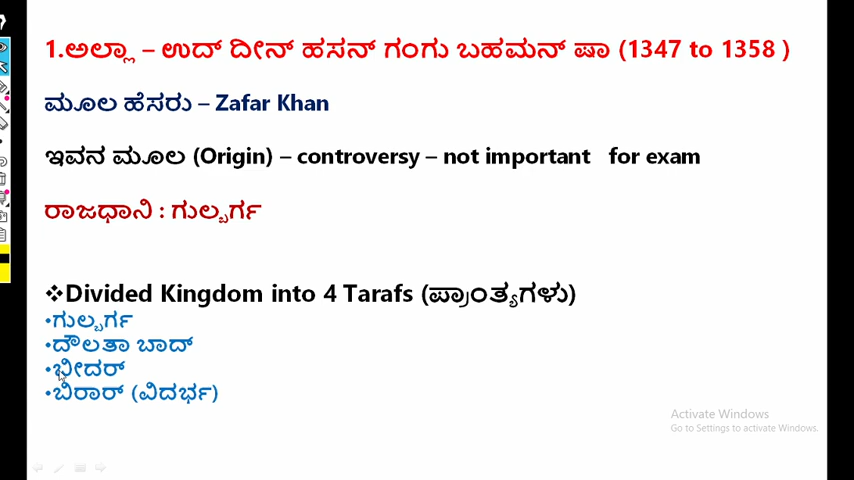 1.ಅಲ್ಲಾ – ಉದ್ ದೀನ್ ಹಸನ್ ಗಂಗು ಬಹಮನ್ ಷಾ (1347 to 1358 )
ಮೂಲ ಹೆಸರು – Zafar Khan
ಇವನ ಮೂಲ (Origin) – controversy – not important for exam
ರಾಜಧಾನಿ : ಗುಲ್ಬರ್ಗ
❖Divided Kingdom into 4 Tarafs (ಪ್ರಾಂತ್ಯಗಳು)
•ಗುಲ್ಬರ್ಗ
•ದೌಲತಾ ಬಾದ್
•ಭೀದರ್
•ಬಿರಾರ್ (ವಿದರ್ಭ)
Activate Windows
Go to Settings to activate Windows.